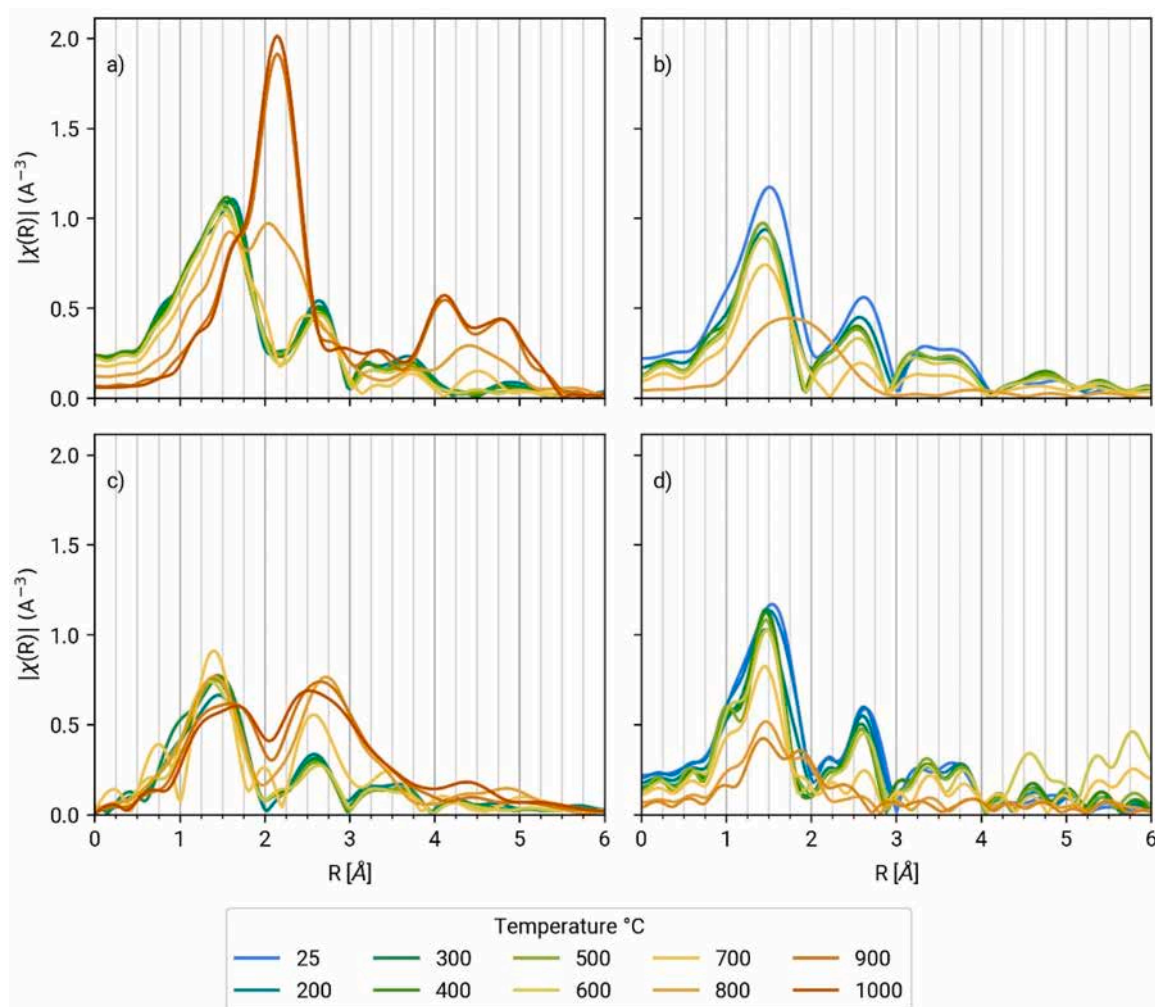 2.0
a)
b)
1.5
1.0
0.5
0.0
|χ(R)| (A⁻³)
2.0
c)
d)
1.5
1.0
0.5
0.0
|χ(R)| (A⁻³)
0 1 2 3 4 5 6
0 1 2 3 4 5 6
R [Å]
R [Å]
Temperature °C
25 300 500 700 900
200 400 600 800 1000